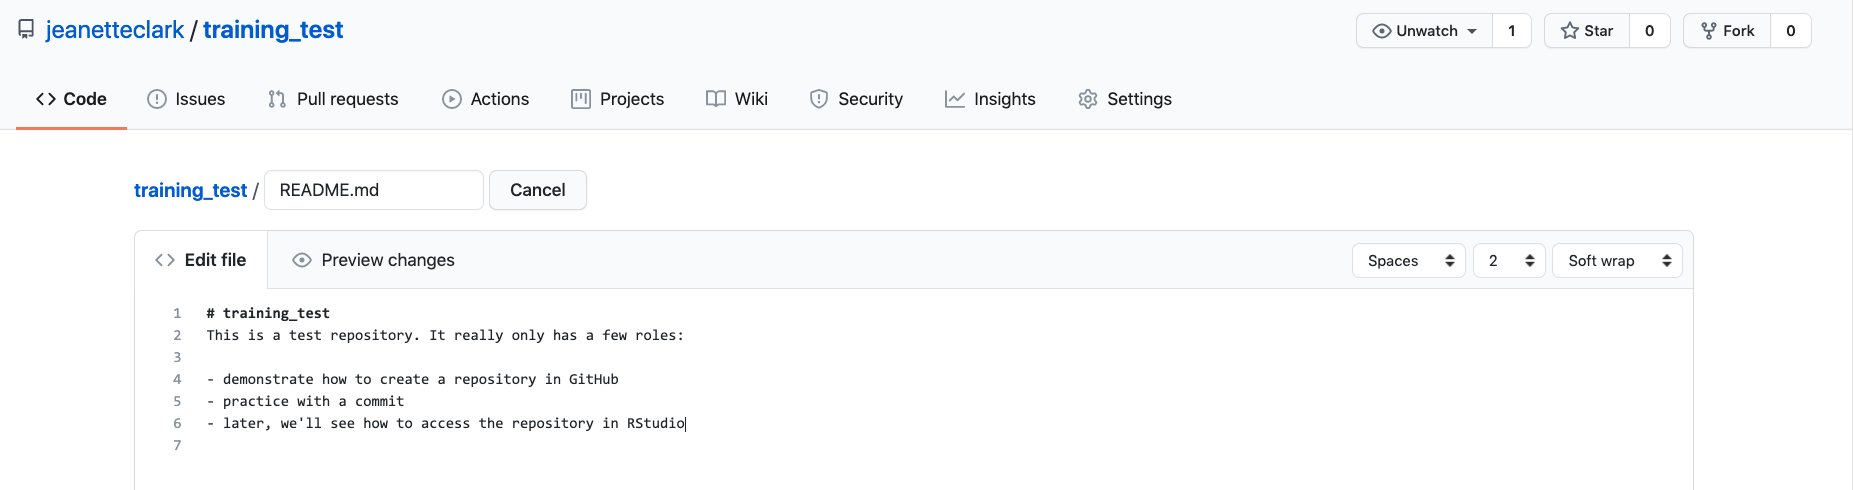 jeanetteclark / training_test
Unwatch 1 Star 0 Fork 0
Code Issues Pull requests Actions Projects Wiki Security Insights Settings
training_test / README.md Cancel
Edit file Preview changes Spaces 2 Soft wrap
1 # training_test
2 This is a test repository. It really only has a few roles:
3
4 - demonstrate how to create a repository in GitHub
5 - practice with a commit
6 - later, we'll see how to access the repository in RStudio
7